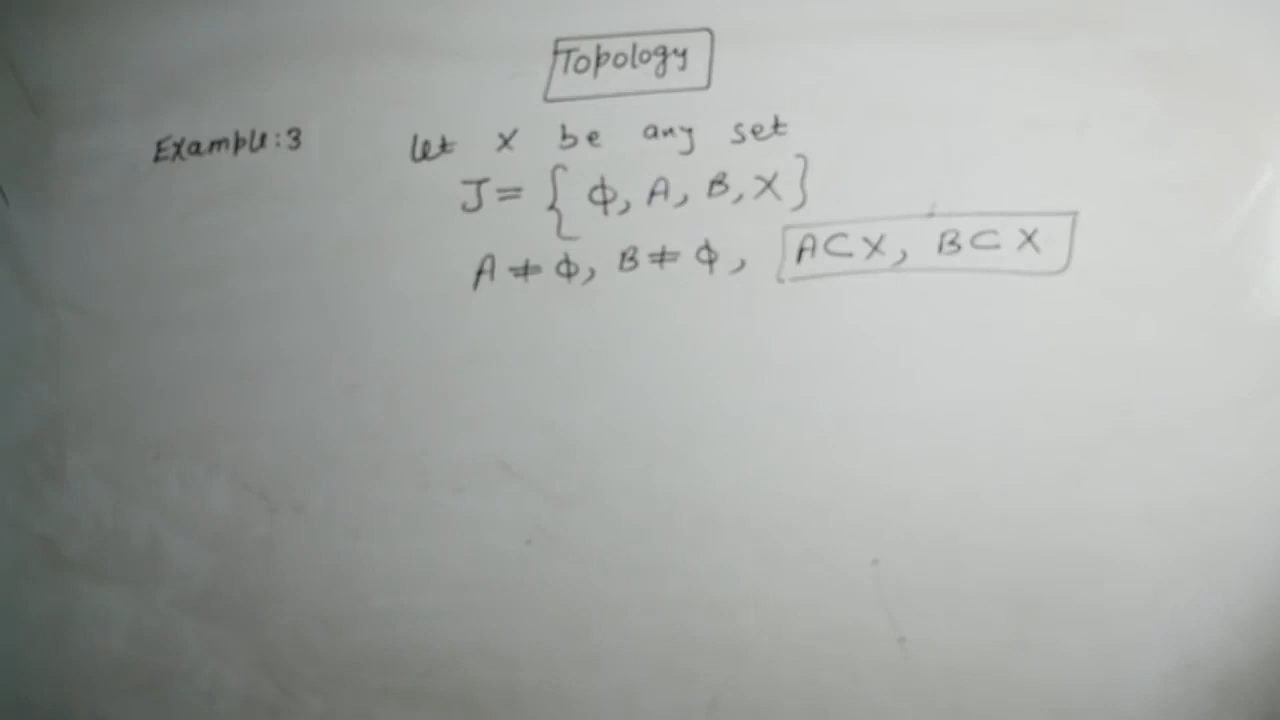 Topology
Example:3 let X be any set
J = { ϕ, A, B, X }
A ≠ ϕ, B ≠ ϕ, A⊂X, B⊂X